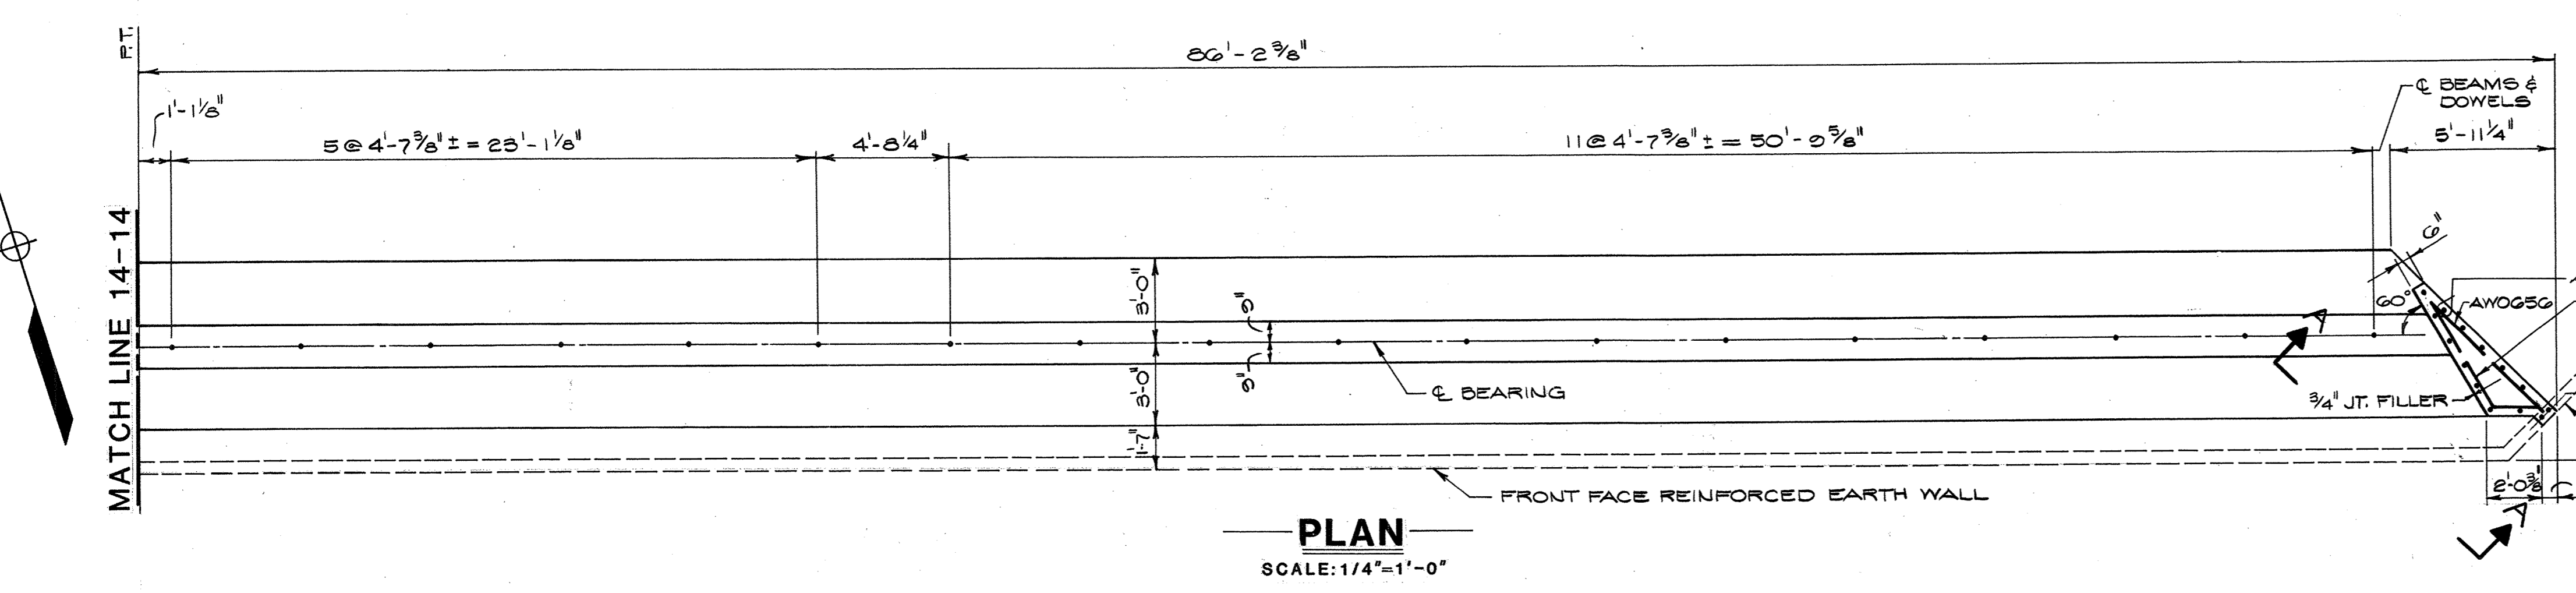 P.T.
86'-2 3/8"
1'-1 1/8"
5@4'-7 3/8" ± = 23'-1 1/8"
4'-8 1/4"
11@4'-7 3/8" ± = 50'-9 5/8"
℄ BEAMS &
DOWELS
5'-11 1/4"
MATCH LINE 14-14
3'-0"
9"
9"
3'-0"
1'-7"
6"
60°
AW0656
A
℄ BEARING
3/4" JT. FILLER
FRONT FACE REINFORCED EARTH WALL
2'-0 3/8"
A
PLAN
SCALE: 1/4"=1'-0"